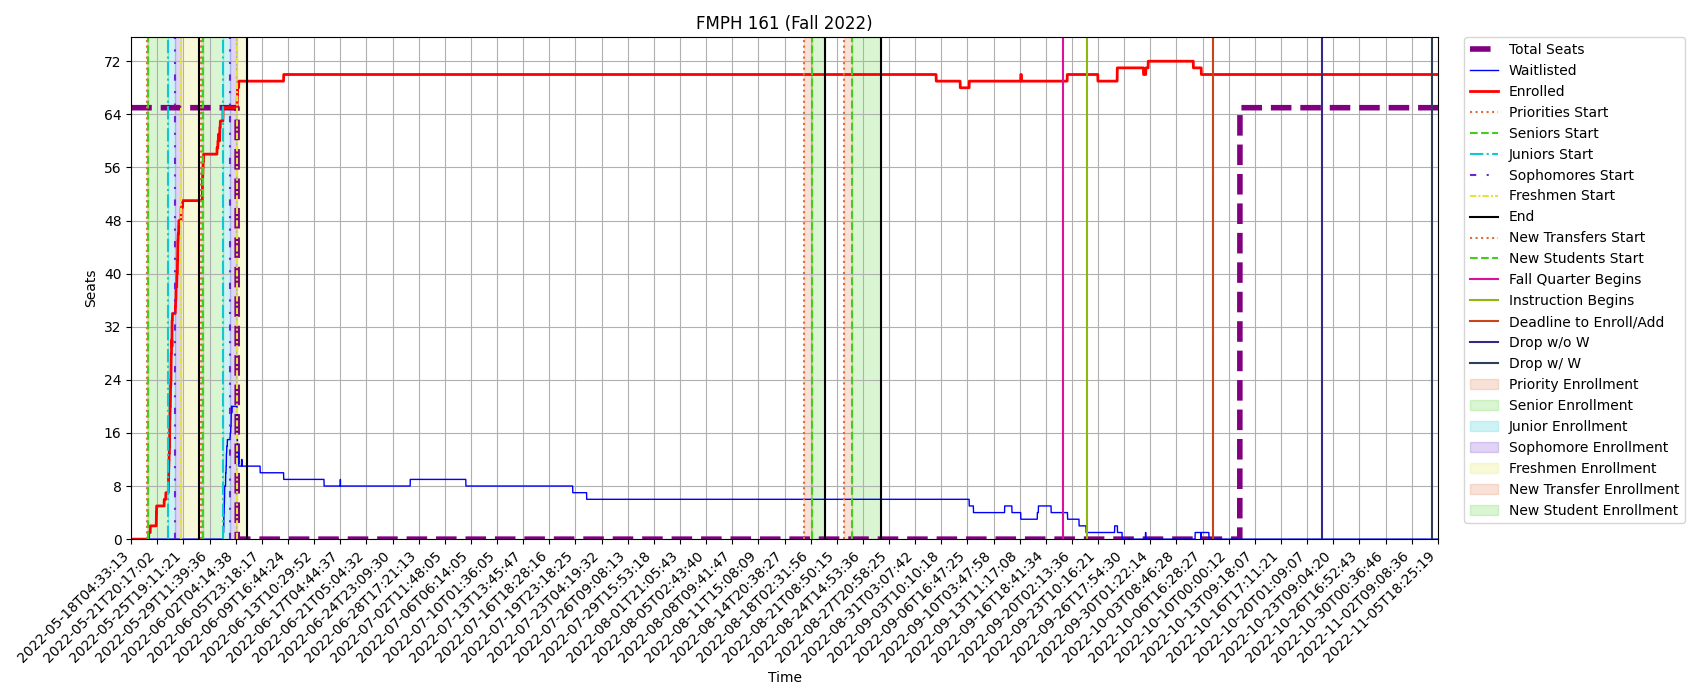 FMPH 161 (Fall 2022)
Seats
72
64
56
48
40
32
24
16
8
0
2022-05-18T04:33:13
2022-05-21T20:17:02
2022-05-25T19:11:21
2022-05-29T11:39:36
2022-06-02T04:14:38
2022-06-05T23:18:17
2022-06-09T16:44:24
2022-06-13T10:29:52
2022-06-17T04:44:37
2022-06-21T05:04:32
2022-06-24T23:09:30
2022-06-28T17:21:13
2022-07-02T11:48:05
2022-07-06T06:14:05
2022-07-10T01:36:05
2022-07-13T13:45:47
2022-07-16T18:28:16
2022-07-19T23:18:25
2022-07-23T04:19:32
2022-07-26T09:08:13
2022-07-29T15:53:18
2022-08-01T21:05:43
2022-08-05T02:43:40
2022-08-08T09:41:47
2022-08-11T15:08:09
2022-08-14T20:38:27
2022-08-18T02:31:56
2022-08-21T08:50:15
2022-08-24T14:53:36
2022-08-27T20:58:25
2022-08-31T03:07:42
2022-09-03T10:10:18
2022-09-06T16:47:25
2022-09-10T03:47:58
2022-09-13T11:17:08
2022-09-16T18:41:34
2022-09-20T02:13:36
2022-09-23T10:16:21
2022-09-26T17:54:30
2022-09-30T01:22:14
2022-10-03T08:46:28
2022-10-06T16:28:27
2022-10-10T00:00:12
2022-10-13T09:18:07
2022-10-16T17:11:21
2022-10-20T01:09:07
2022-10-23T09:04:20
2022-10-26T16:52:43
2022-10-30T00:36:46
2022-11-02T09:08:36
2022-11-05T18:25:19
Time
Total Seats
Waitlisted
Enrolled
Priorities Start
Seniors Start
Juniors Start
Sophomores Start
Freshmen Start
End
New Transfers Start
New Students Start
Fall Quarter Begins
Instruction Begins
Deadline to Enroll/Add
Drop w/o W
Drop w/ W
Priority Enrollment
Senior Enrollment
Junior Enrollment
Sophomore Enrollment
Freshmen Enrollment
New Transfer Enrollment
New Student Enrollment